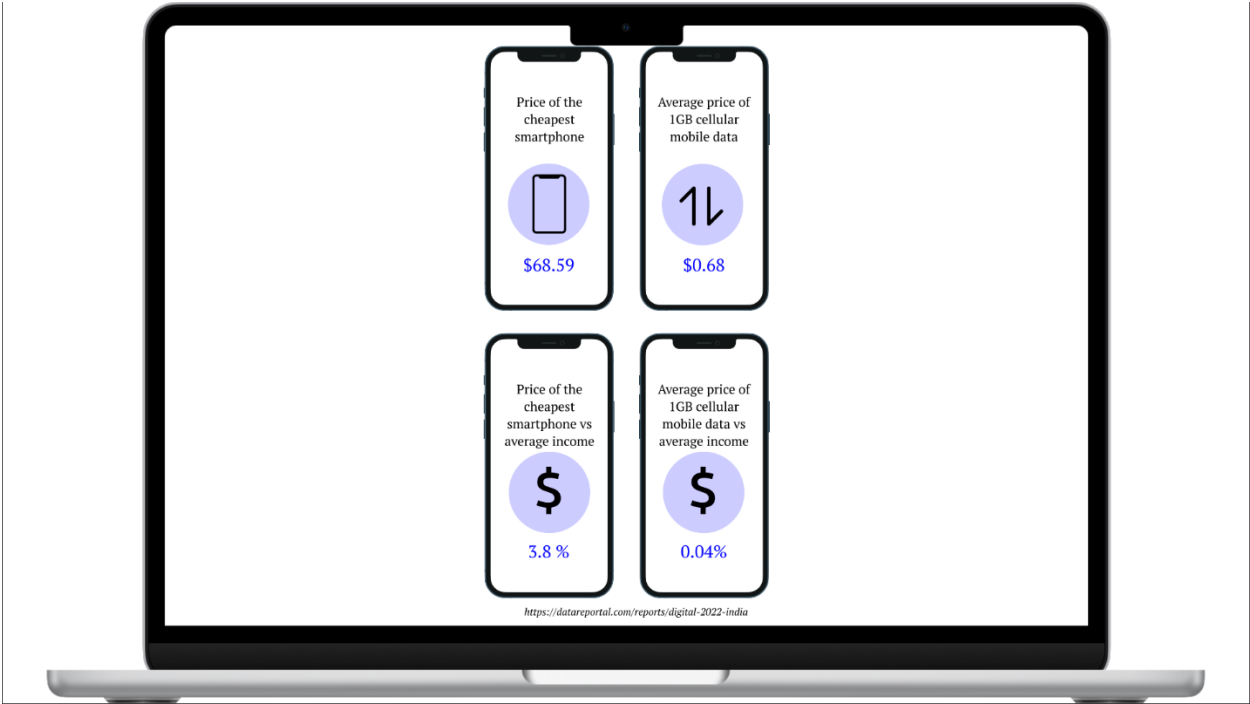 Price of the
cheapest
smartphone
$68.59
Average price of
1GB cellular
mobile data
$0.68
Price of the
cheapest
smartphone vs
average income
$
3.8 %
Average price of
1GB cellular
mobile data vs
average income
$
0.04%
https://datareportal.com/reports/digital-2022-india